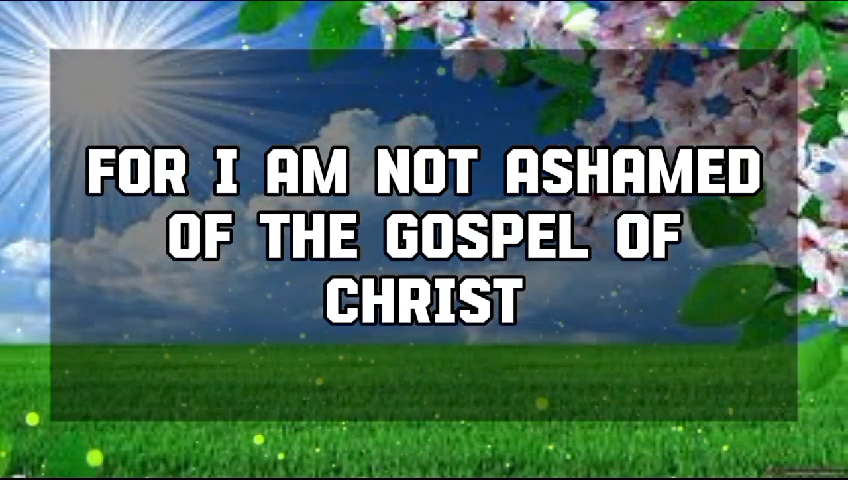 FOR I AM NOT ASHAMED
OF THE GOSPEL OF
CHRIST